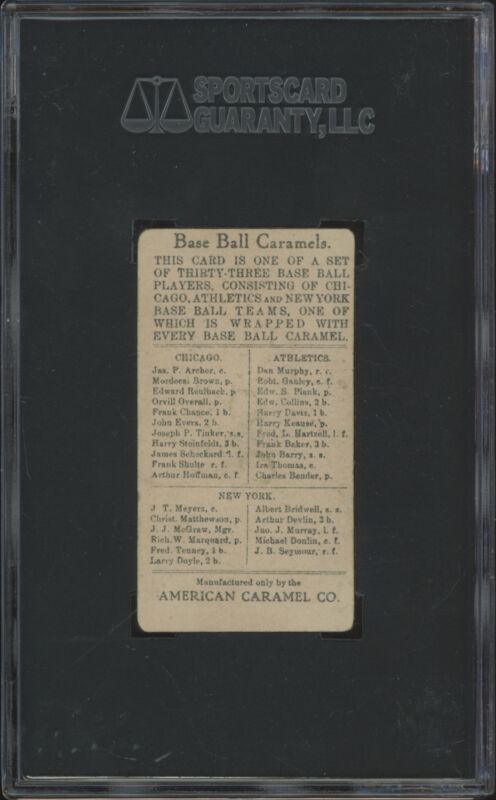 SPORTSCARD
GUARANTY, LLC
Base Ball Caramels.
THIS CARD IS ONE OF A SET
OF THIRTY-THREE BASE BALL
PLAYERS, CONSISTING OF CHI-
CAGO, ATHLETICS AND NEW YORK
BASE BALL TEAMS, ONE OF
WHICH IS WRAPPED WITH
EVERY BASE BALL CARAMEL.
CHICAGO.
Jas. P. Archer, c.
Mordecai Brown, p.
Edward Reulbach, p
Orvill Overall, p.
Frank Chance, 1 b.
John Evers, 2 b.
Joseph P. Tinker, s.s.
Harry Steinfeldt, 3 b.
James Scheckard l. f.
Frank Shulte r. f.
Arthur Hoffman, c. f.
ATHLETICS.
Dan Murphy, r. f.
Robt. Ganley, c. f.
Edw. S. Plank, p.
Edw. Collins, 2 b.
Harry Davis, 1 b.
Harry Krause, p.
Fred. L. Hartzell, l. f.
Frank Baker, 3 b.
John Barry, s. s.
Ira Thomas, c.
Charles Bender, p.
NEW YORK.
J. T. Meyers, c.
Christ. Matthewson, p.
J. J. McGraw, Mgr.
Rich. W. Marquard, p.
Fred. Tenney, 1 b.
Larry Doyle, 2 b.
Albert Bridwell, s. s.
Arthur Devlin, 3 b.
Jno. J. Murray, l. f.
Michael Donlin, c. f.
J. B. Seymour, r. f.
Manufactured only by the
AMERICAN CARAMEL CO.